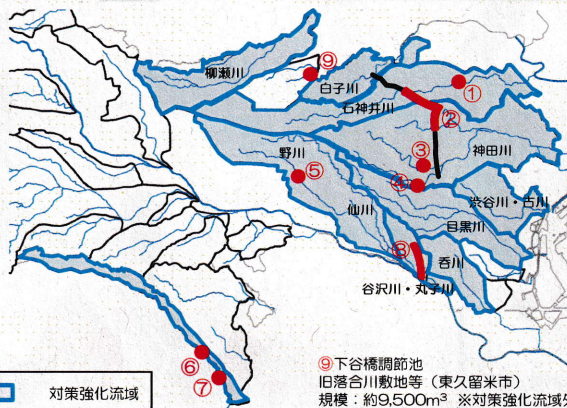 柳瀬川
⑨
白子川
①
石神井川
②
神田川
③
野川
⑤
④
渋谷川・古川
仙川
目黒川
⑧
呑川
谷沢川・丸子川
⑥
⑦
対策強化流域
⑨下谷橋調節池
旧落合川敷地等（東久留米市）
規模：約9,500m³ ※対策強化流域外